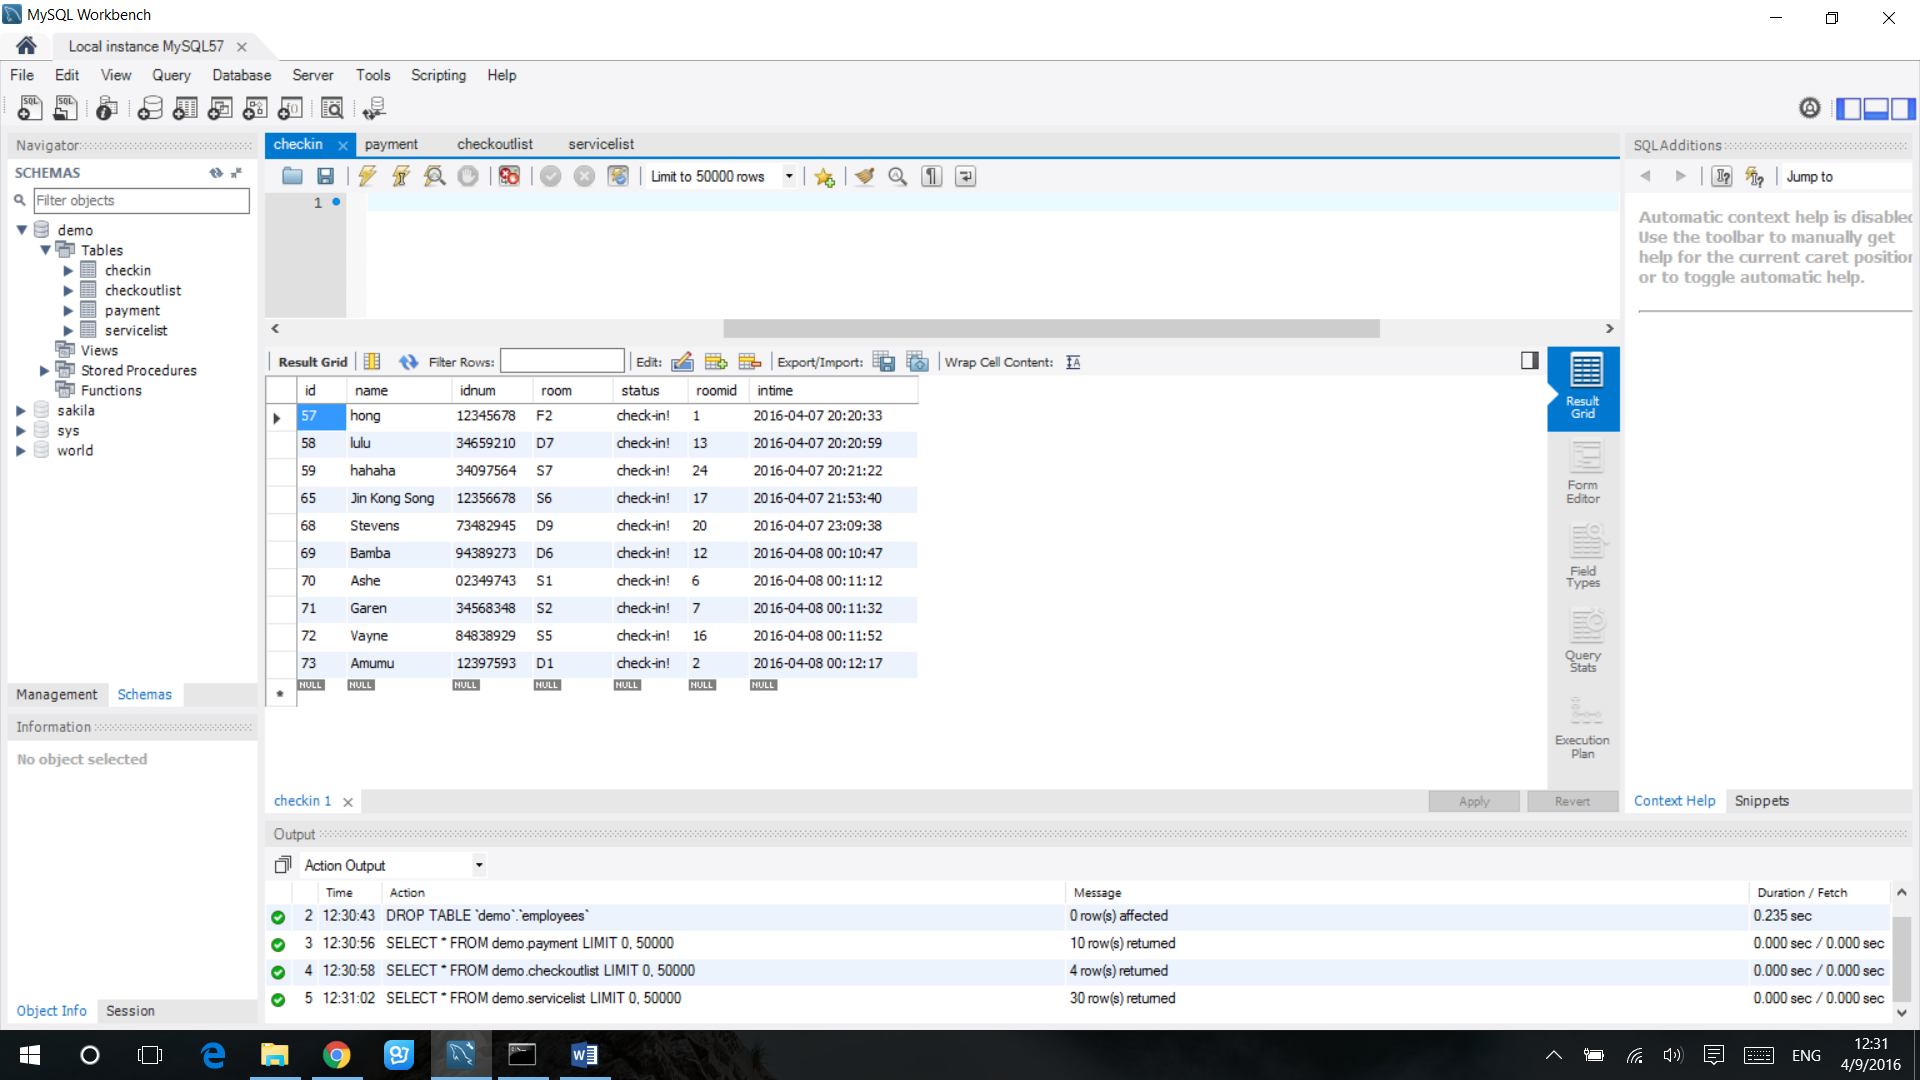 MySQL Workbench
Local instance MySQL57
File Edit View Query Database Server Tools Scripting Help
Navigator
SCHEMAS
Filter objects
demo
Tables
checkin
checkoutlist
payment
servicelist
Views
Stored Procedures
Functions
sakila
sys
world
Management Schemas
Information
No object selected
Object Info Session
checkin payment checkoutlist servicelist
Limit to 50000 rows
1
Result Grid Filter Rows: Edit: Export/Import: Wrap Cell Content:
id name idnum room status roomid intime
57 hong 12345678 F2 check-in! 1 2016-04-07 20:20:33
58 lulu 34659210 D7 check-in! 13 2016-04-07 20:20:59
59 hahaha 34097564 S7 check-in! 24 2016-04-07 20:21:22
65 Jin Kong Song 12356678 S6 check-in! 17 2016-04-07 21:53:40
68 Stevens 73482945 D9 check-in! 20 2016-04-07 23:09:38
69 Bamba 94389273 D6 check-in! 12 2016-04-08 00:10:47
70 Ashe 02349743 S1 check-in! 6 2016-04-08 00:11:12
71 Garen 34568348 S2 check-in! 7 2016-04-08 00:11:32
72 Vayne 84838929 S5 check-in! 16 2016-04-08 00:11:52
73 Amumu 12397593 D1 check-in! 2 2016-04-08 00:12:17
NULL NULL NULL NULL NULL NULL NULL
Result
Grid
Form
Editor
Field
Types
Query
Stats
Execution
Plan
checkin 1 Apply Revert
SQLAdditions
Jump to
Automatic context help is disabled
Use the toolbar to manually get
help for the current caret position
or to toggle automatic help.
Context Help Snippets
Output
Action Output
Time Action Message Duration / Fetch
2 12:30:43 DROP TABLE `demo`.`employees` 0 row(s) affected 0.235 sec
3 12:30:56 SELECT * FROM demo.payment LIMIT 0, 50000 10 row(s) returned 0.000 sec / 0.000 sec
4 12:30:58 SELECT * FROM demo.checkoutlist LIMIT 0, 50000 4 row(s) returned 0.000 sec / 0.000 sec
5 12:31:02 SELECT * FROM demo.servicelist LIMIT 0, 50000 30 row(s) returned 0.000 sec / 0.000 sec
ENG
12:31
4/9/2016